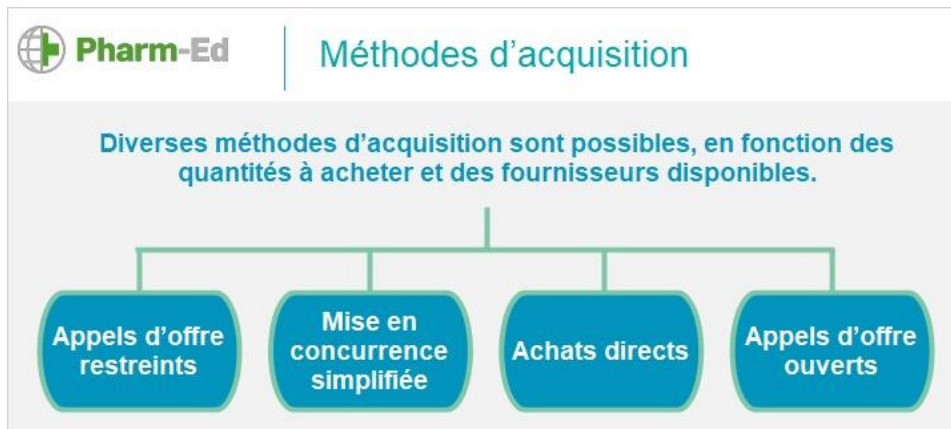 Pharm-Ed
Méthodes d'acquisition
Diverses méthodes d'acquisition sont possibles, en fonction des
quantités à acheter et des fournisseurs disponibles.
Appels d'offre
restreints
Mise en
concurrence
simplifiée
Achats directs
Appels d'offre
ouverts